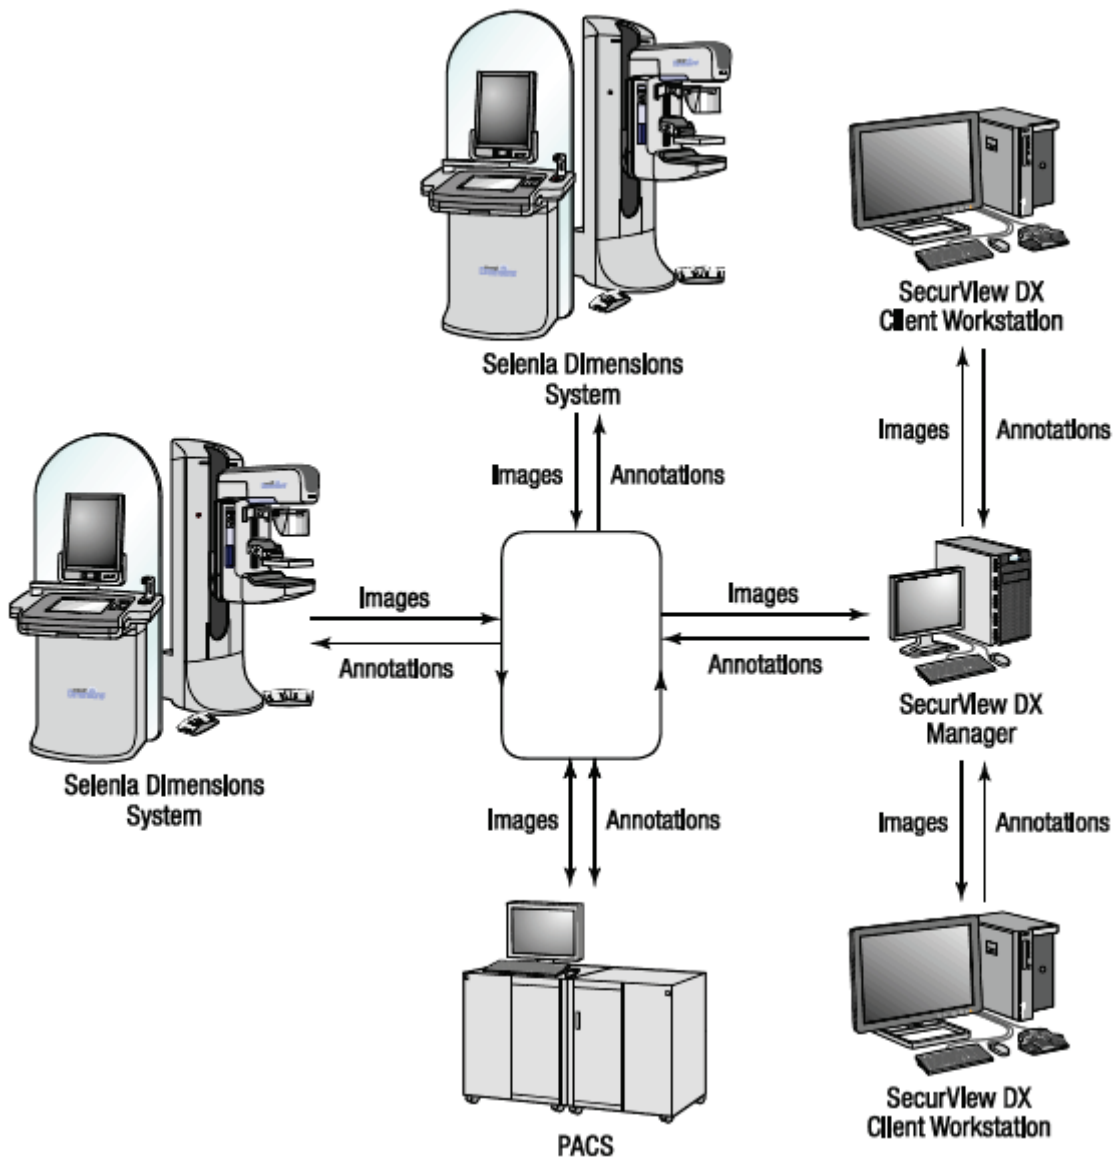 SecurView DX
Client Workstation
Selenia Dimensions
System
Images
Annotations
Images
Annotations
Images
Annotations
Images
Annotations
SecurView DX
Manager
Selenia Dimensions
System
Images
Annotations
Images
Annotations
SecurView DX
Client Workstation
PACS